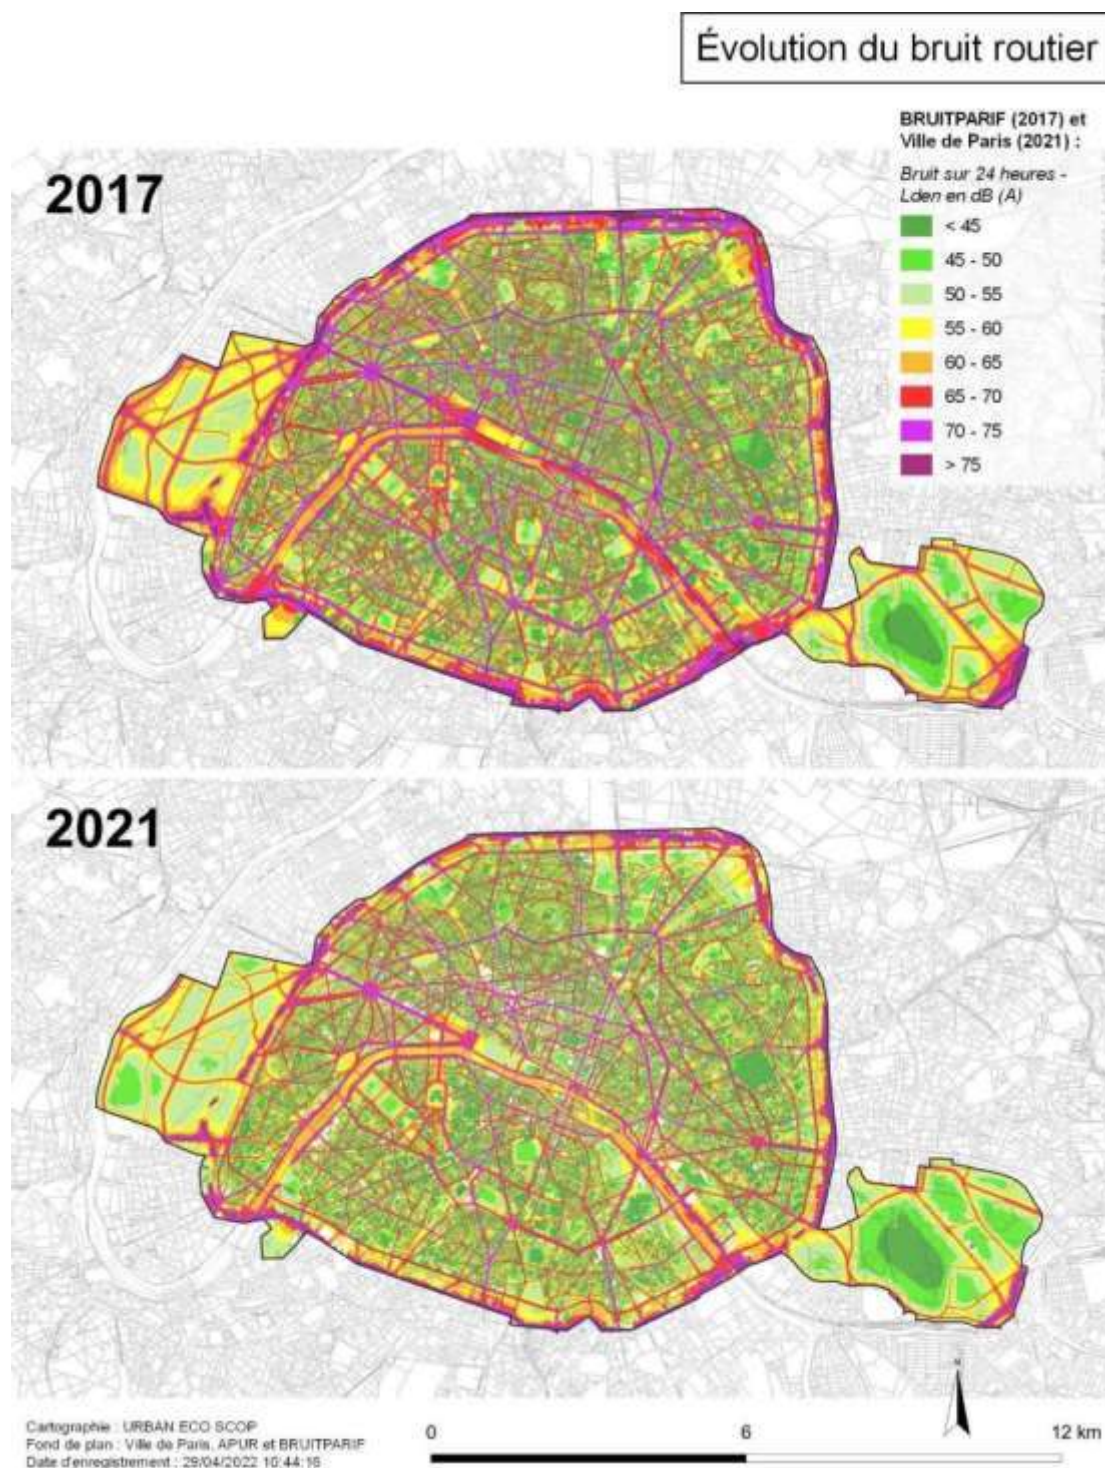 Évolution du bruit routier
BRUITPARIF (2017) et
Ville de Paris (2021) :
Bruit sur 24 heures -
Lden en dB (A)
< 45
45 - 50
50 - 55
55 - 60
60 - 65
65 - 70
70 - 75
> 75
2017
2021
N
Cartographie : URBAN ECO SCOP
Fond de plan : Ville de Paris, APUR et BRUITPARIF
Date d'enregistrement : 29/04/2022 10:44:16
0
6
12 km